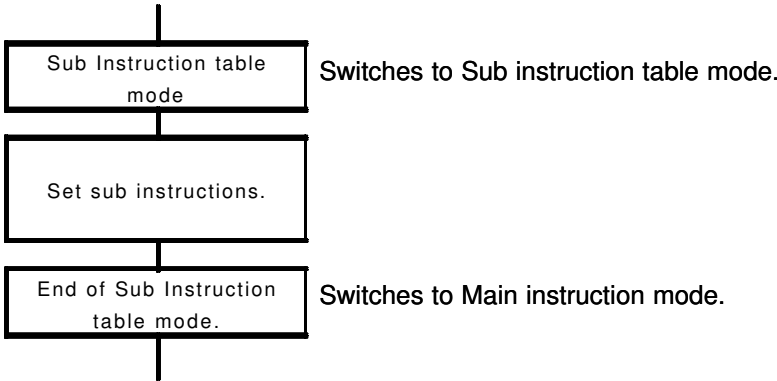 Sub Instruction table
mode
Switches to Sub instruction table mode.
Set sub instructions.
End of Sub Instruction
table mode.
Switches to Main instruction mode.